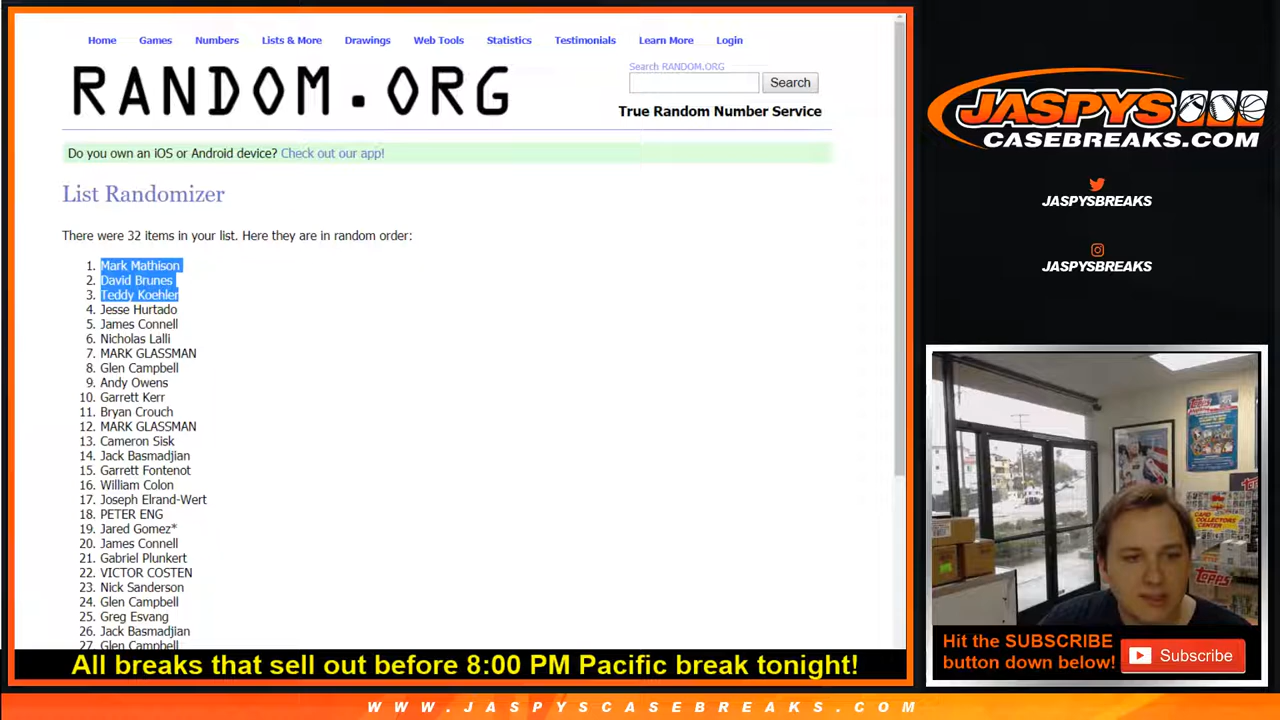 Home Games Numbers Lists & More Drawings Web Tools Statistics Testimonials Learn More Login
RANDOM.ORG
Search RANDOM.ORG
Search
True Random Number Service
Do you own an iOS or Android device? Check out our app!
List Randomizer
There were 32 items in your list. Here they are in random order:
1. Mark Mathison
2. David Brunes
3. Teddy Koehler
4. Jesse Hurtado
5. James Connell
6. Nicholas Lalli
7. MARK GLASSMAN
8. Glen Campbell
9. Andy Owens
10. Garrett Kerr
11. Bryan Crouch
12. MARK GLASSMAN
13. Cameron Sisk
14. Jack Basmadjian
15. Garrett Fontenot
16. William Colon
17. Joseph Elrand-Wert
18. PETER ENG
19. Jared Gomez*
20. James Connell
21. Gabriel Plunkert
22. VICTOR COSTEN
23. Nick Sanderson
24. Glen Campbell
25. Greg Esvang
26. Jack Basmadjian
27. Glen Campbell
All breaks that sell out before 8:00 PM Pacific break tonight!
WWW.JASPYSCASEBREAKS.COM
JASPYS
CASEBREAKS.COM
JASPYSBREAKS
JASPYSBREAKS
topps
CARD
COLLECTORS
CENTER
TOPPS
Hit the SUBSCRIBE
button down below!
Subscribe